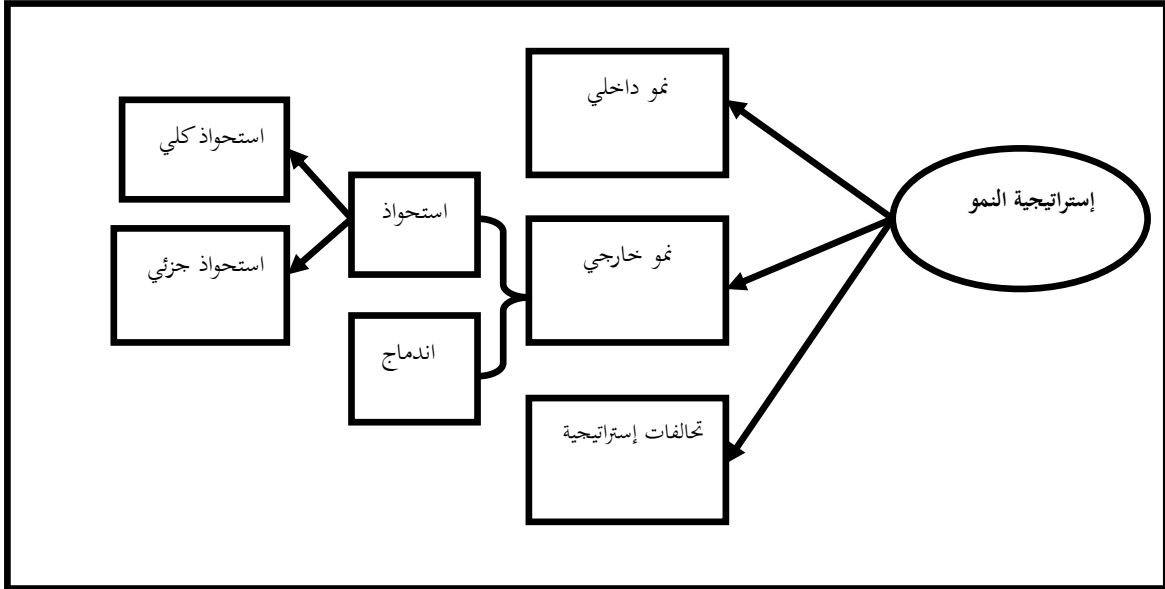 إستراتيجية النمو
نمو داخلي
نمو خارجي
تحالفات إستراتيجية
استحواذ
اندماج
استحواذ كلي
استحواذ جزئي